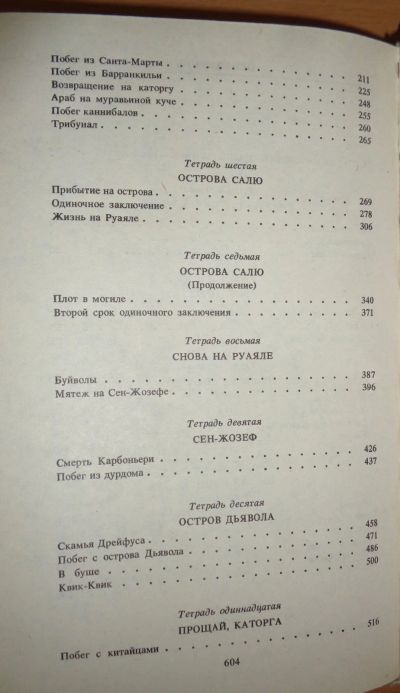 Побег из Санта-Марты . . . . . . . . . . . . . . . 211
Побег из Барранкильи . . . . . . . . . . . . . . . 225
Возвращение на каторгу . . . . . . . . . . . . . . . 248
Араб на муравьиной куче . . . . . . . . . . . . . . . 255
Побег каннибалов . . . . . . . . . . . . . . . 260
Трибунал . . . . . . . . . . . . . . . 265
Тетрадь шестая
ОСТРОВА САЛЮ
Прибытие на острова . . . . . . . . . . . . . . . 269
Одиночное заключение . . . . . . . . . . . . . . . 278
Жизнь на Руаяле . . . . . . . . . . . . . . . 306
Тетрадь седьмая
ОСТРОВА САЛЮ
(Продолжение)
Плот в могиле . . . . . . . . . . . . . . . 340
Второй срок одиночного заключения . . . . . . . . . . 371
Тетрадь восьмая
СНОВА НА РУАЯЛЕ
Буйволы . . . . . . . . . . . . . . . 387
Мятеж на Сен-Жозефе . . . . . . . . . . . . . . . 396
Тетрадь девятая
СЕН-ЖОЗЕФ
Смерть Карбоньери . . . . . . . . . . . . . . . 426
Побег из дурдома . . . . . . . . . . . . . . . 437
Тетрадь десятая
ОСТРОВ ДЬЯВОЛА
Скамья Дрейфуса . . . . . . . . . . . . . . . 458
Побег с острова Дьявола . . . . . . . . . . . . . . . 471
В буше . . . . . . . . . . . . . . . 486
Квик-Квик . . . . . . . . . . . . . . . 500
Тетрадь одиннадцатая
ПРОЩАЙ, КАТОРГА
Побег с китайцами . . . . . . . . . . . . . . . 516
604